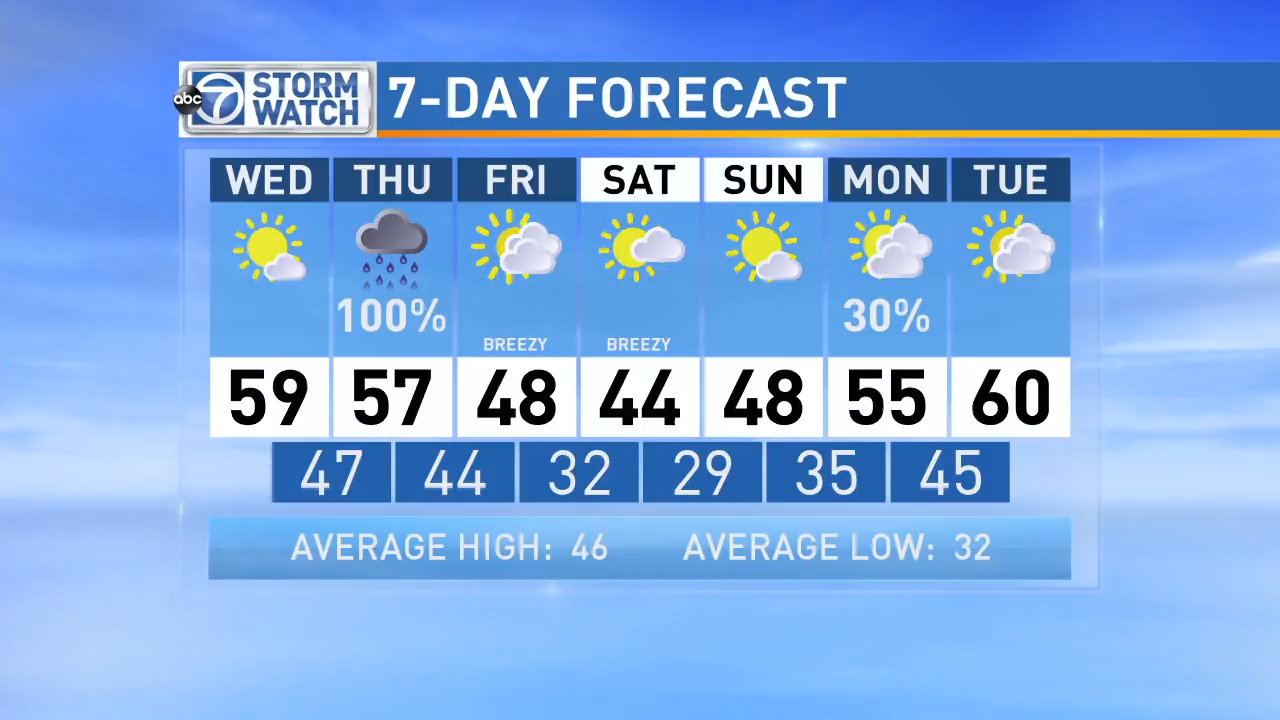 abc 7 STORM
WATCH
7-DAY FORECAST
WED THU FRI SAT SUN MON TUE
100% 30%
BREEZY BREEZY
59 57 48 44 48 55 60
47 44 32 29 35 45
AVERAGE HIGH: 46 AVERAGE LOW: 32